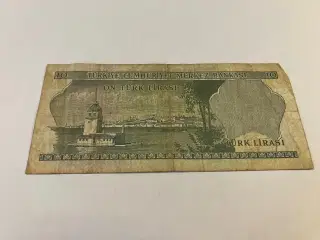 10 TÜRKİYE CUMHURİYET MERKEZ BANKASI 10
ON TÜRK LİRASI
TÜRK LİRASI